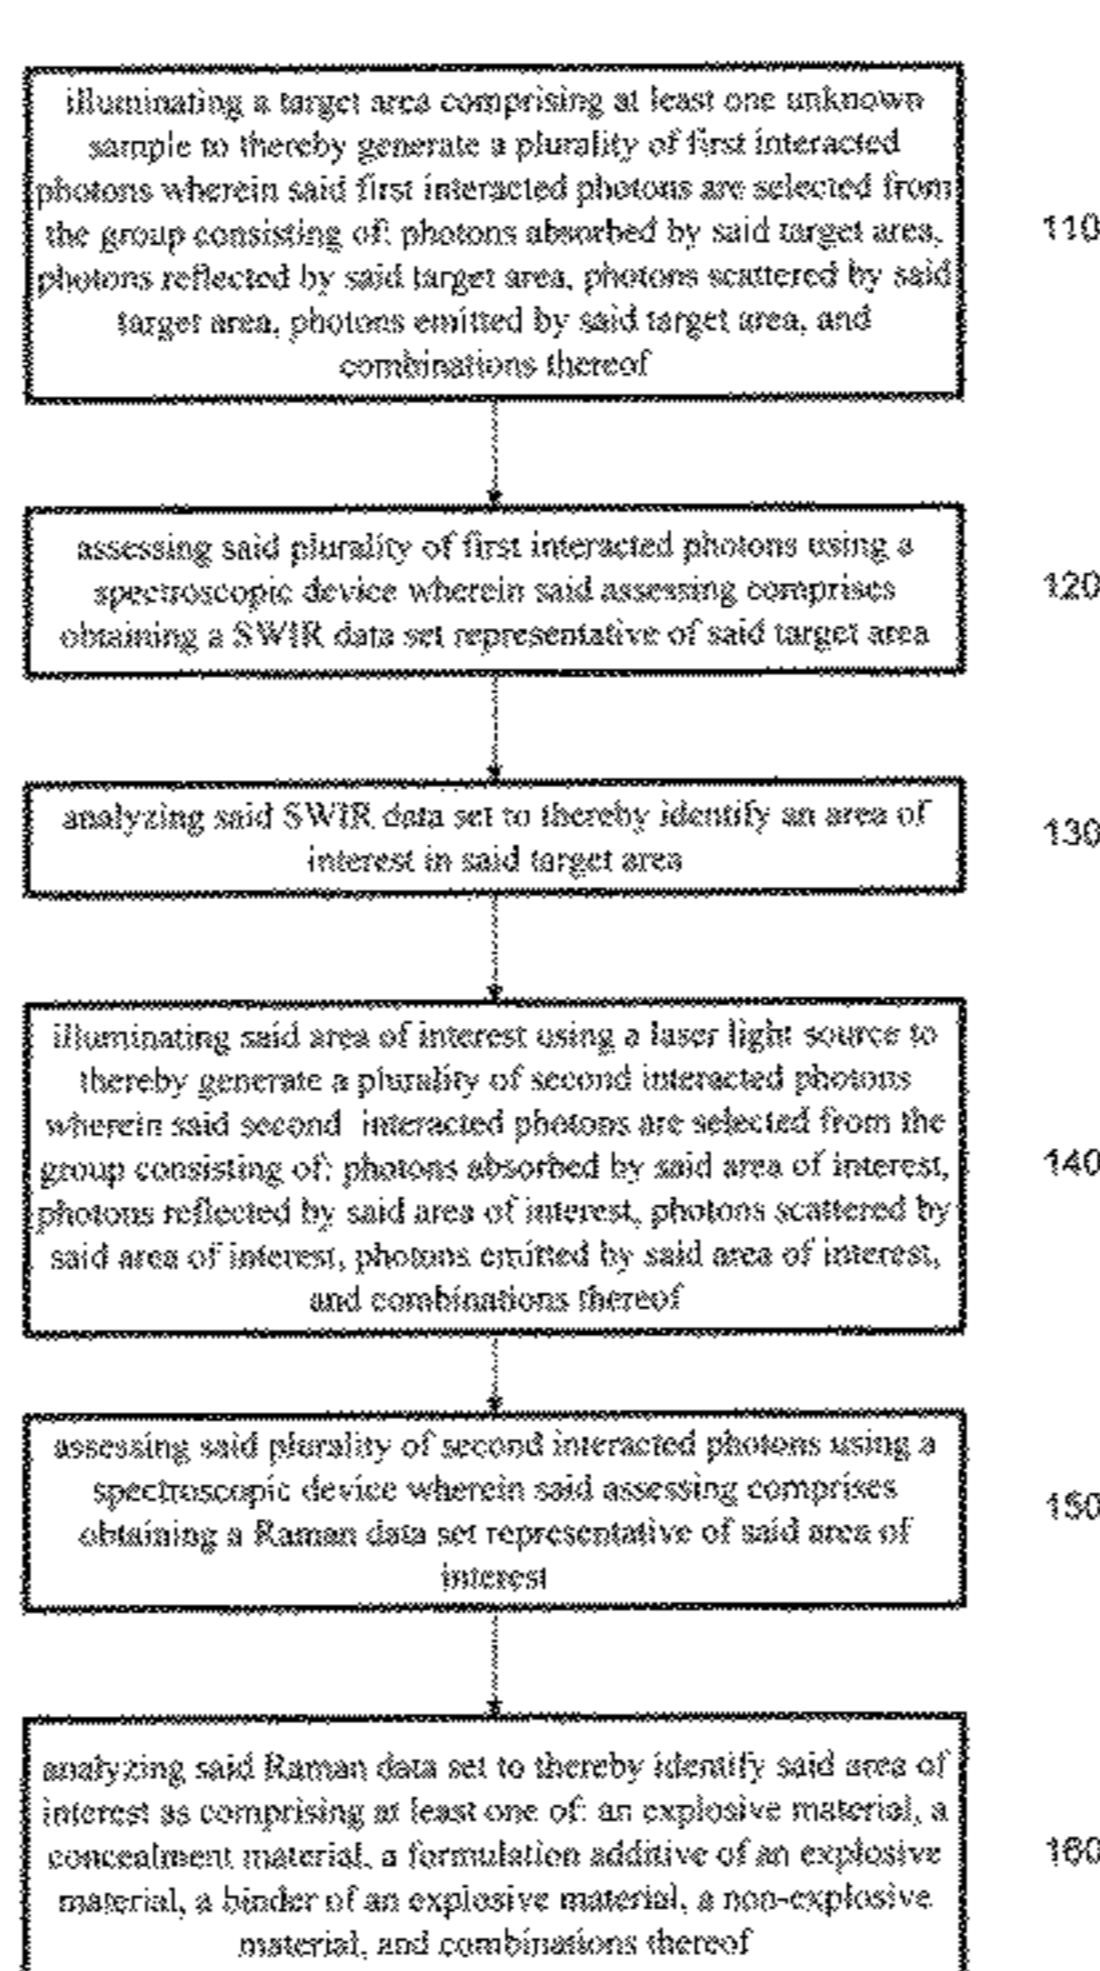 illuminating a target area comprising at least one unknown
sample to thereby generate a plurality of first interacted
photons wherein said first interacted photons are selected from
the group consisting of: photons absorbed by said target area,
photons reflected by said target area, photons scattered by said
target area, photons emitted by said target area, and
combinations thereof
110
assessing said plurality of first interacted photons using a
spectroscopic device wherein said assessing comprises
obtaining a SWIR data set representative of said target area
120
analyzing said SWIR data set to thereby identify an area of
interest in said target area
130
illuminating said area of interest using a laser light source to
thereby generate a plurality of second interacted photons
wherein said second interacted photons are selected from the
group consisting of: photons absorbed by said area of interest,
photons reflected by said area of interest, photons scattered by
said area of interest, photons emitted by said area of interest,
and combinations thereof
140
assessing said plurality of second interacted photons using a
spectroscopic device wherein said assessing comprises
obtaining a Raman data set representative of said area of
interest
150
analyzing said Raman data set to thereby identify said area of
interest as comprising at least one of: an explosive material, a
concealment material, a formulation additive of an explosive
material, a binder of an explosive material, a non-explosive
material, and combinations thereof
160